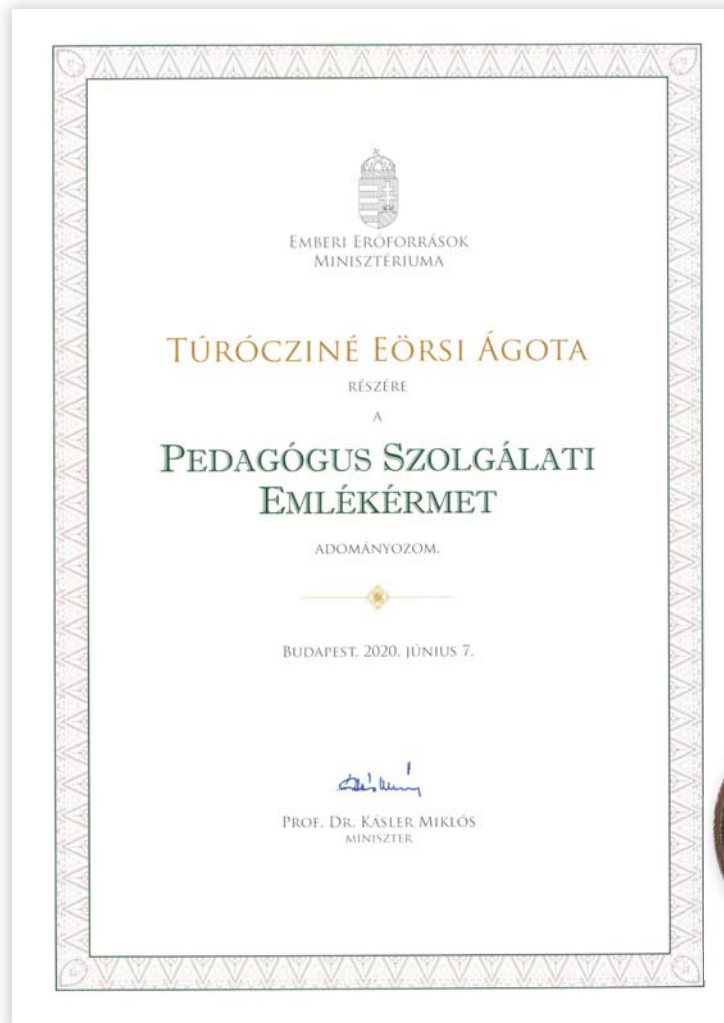 EMBERI ERŐFORRÁSOK
MINISZTÉRIUMA
TÚRÓCZINÉ EÖRSI ÁGOTA
RÉSZÉRE
A
PEDAGÓGUS SZOLGÁLATI
EMLÉKÉRMET
ADOMÁNYOZOM.
BUDAPEST, 2020. JÚNIUS 7.
PROF. DR. KÁSLER MIKLÓS
MINISZTER